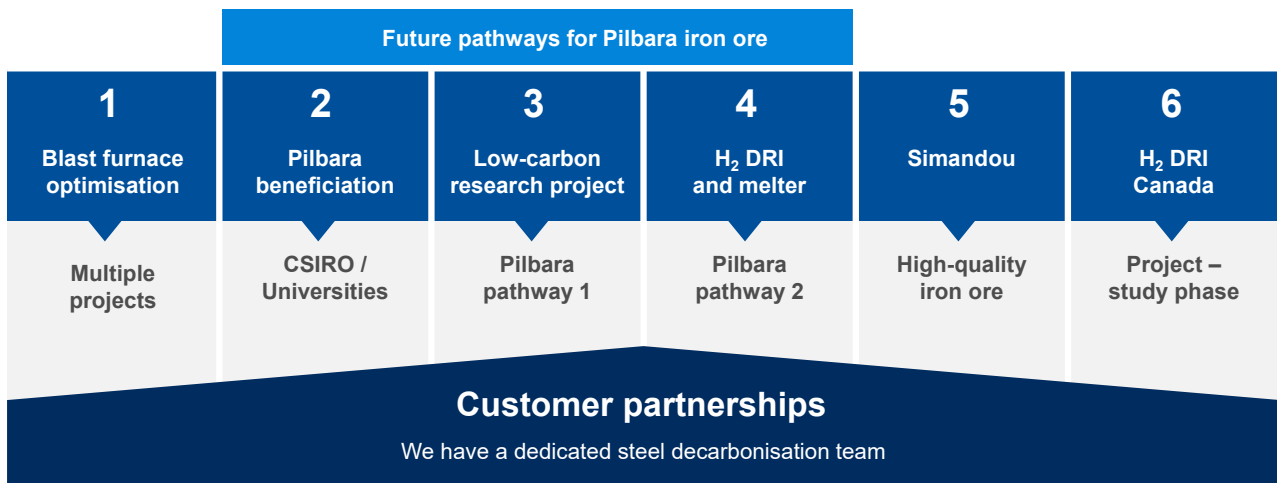 Future pathways for Pilbara iron ore
1
Blast furnace
optimisation
Multiple
projects
2
Pilbara
beneficiation
CSIRO /
Universities
3
Low-carbon
research project
Pilbara
pathway 1
4
H₂ DRI
and melter
Pilbara
pathway 2
5
Simandou
High-quality
iron ore
6
H₂ DRI
Canada
Project –
study phase
Customer partnerships
We have a dedicated steel decarbonisation team